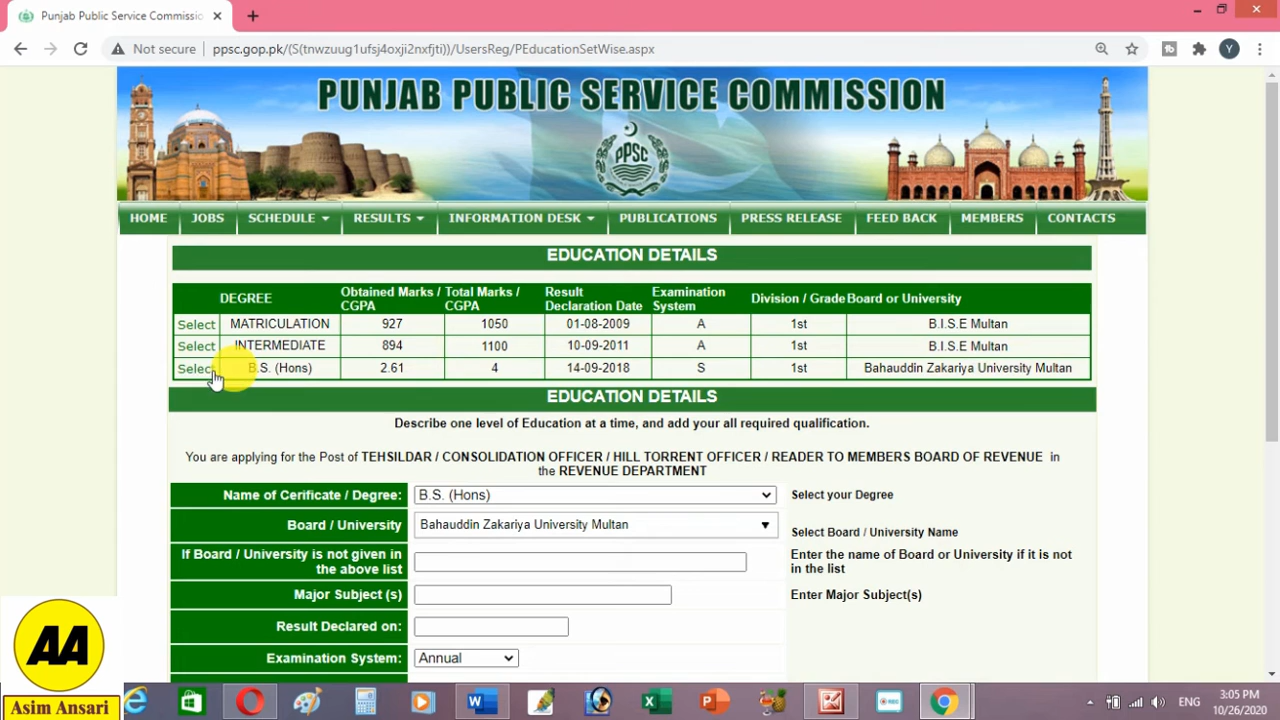 Punjab Public Service Commissio
Not secure
ppsc.gop.pk/(S(tnwzuug1ufsj4oxji2nxfjti))/UsersReg/PEducationSetWise.aspx
Y
PUNJAB PUBLIC SERVICE COMMISSION
PPSC
HOME JOBS SCHEDULE RESULTS INFORMATION DESK PUBLICATIONS PRESS RELEASE FEED BACK MEMBERS CONTACTS
EDUCATION DETAILS
DEGREE Obtained Marks / CGPA Total Marks / CGPA Result Declaration Date Examination System Division / Grade Board or University
Select MATRICULATION 927 1050 01-08-2009 A 1st B.I.S.E Multan
Select INTERMEDIATE 894 1100 10-09-2011 A 1st B.I.S.E Multan
Select B.S. (Hons) 2.61 4 14-09-2018 S 1st Bahauddin Zakariya University Multan
EDUCATION DETAILS
Describe one level of Education at a time, and add your all required qualification.
You are applying for the Post of TEHSILDAR / CONSOLIDATION OFFICER / HILL TORRENT OFFICER / READER TO MEMBERS BOARD OF REVENUE in
the REVENUE DEPARTMENT
Name of Cerificate / Degree: B.S. (Hons) Select your Degree
Board / University Bahauddin Zakariya University Multan Select Board / University Name
If Board / University is not given in the above list Enter the name of Board or University if it is not in the list
Major Subject (s) Enter Major Subject(s)
Result Declared on:
Examination System: Annual
AA
Asim Ansari
ENG
3:05 PM
10/26/2020